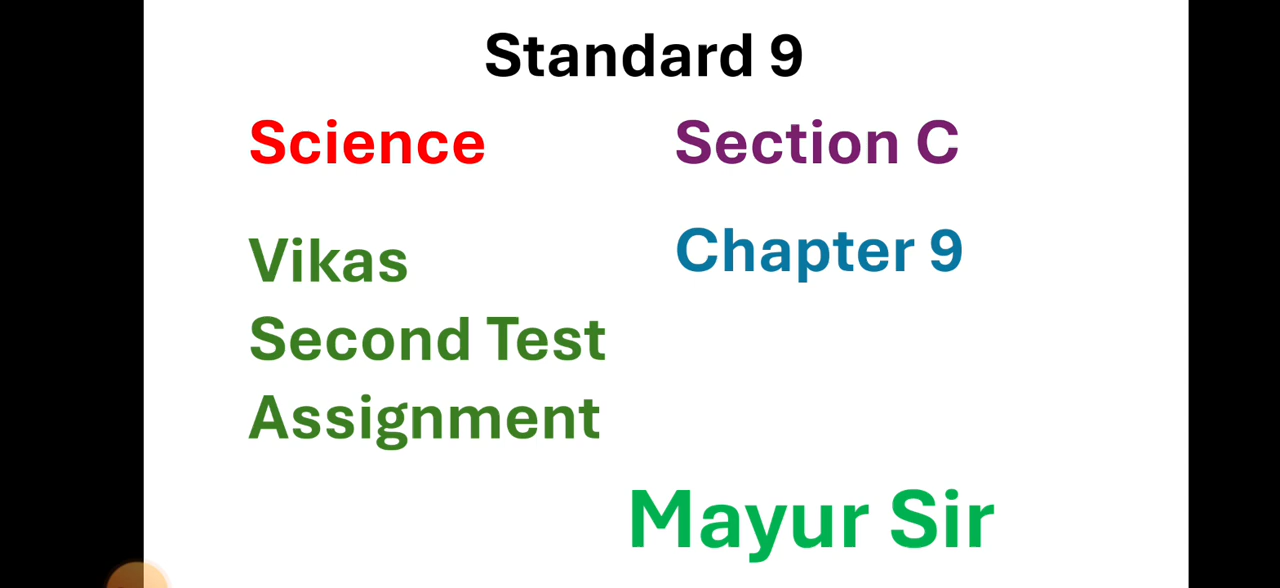 Standard 9
Science
Section C
Vikas
Second Test
Assignment
Chapter 9
Mayur Sir